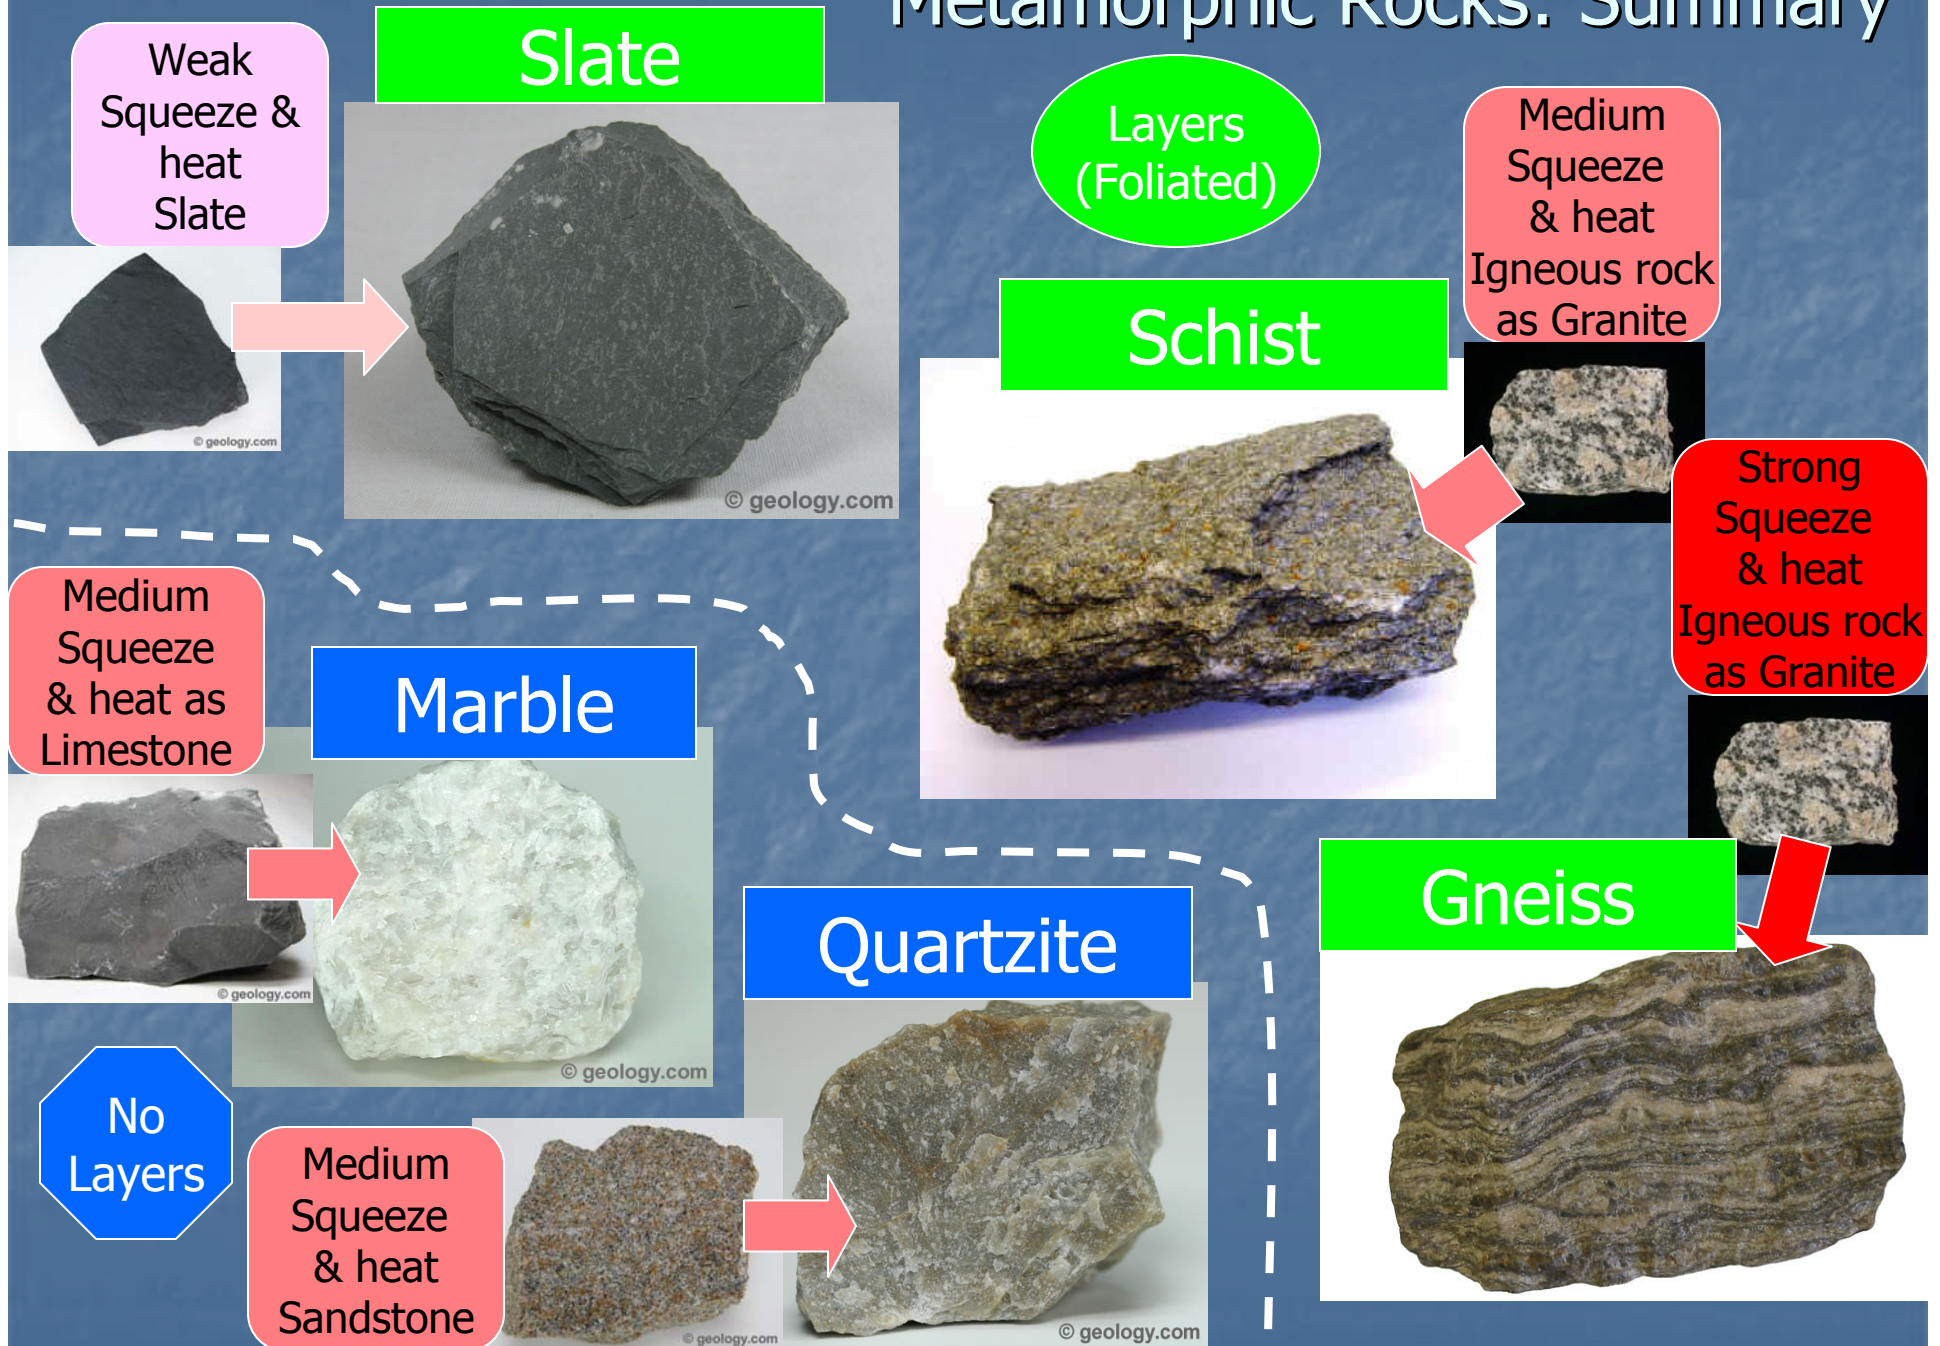 Metamorphic Rocks: Summary
Weak
Squeeze &
heat
Slate
Slate
Layers
(Foliated)
Medium
Squeeze
& heat
Igneous rock
as Granite
© geology.com
© geology.com
Schist
Strong
Squeeze
& heat
Igneous rock
as Granite
Medium
Squeeze
& heat as
Limestone
Marble
© geology.com
© geology.com
Quartzite
Gneiss
No
Layers
Medium
Squeeze
& heat
Sandstone
© geology.com
© geology.com